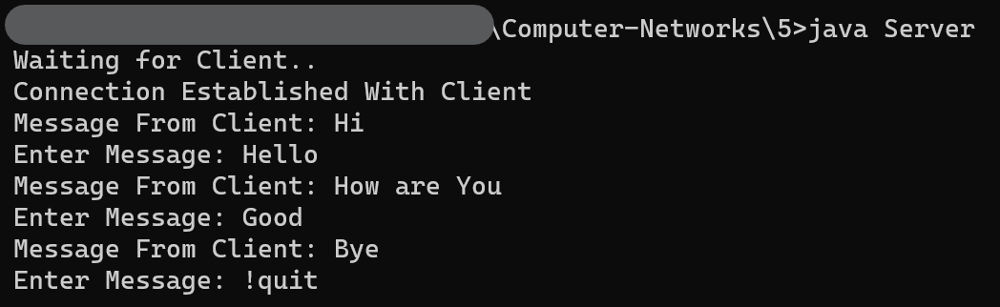 \Computer-Networks\5>java Server
Waiting for Client..
Connection Established With Client
Message From Client: Hi
Enter Message: Hello
Message From Client: How are You
Enter Message: Good
Message From Client: Bye
Enter Message: !quit